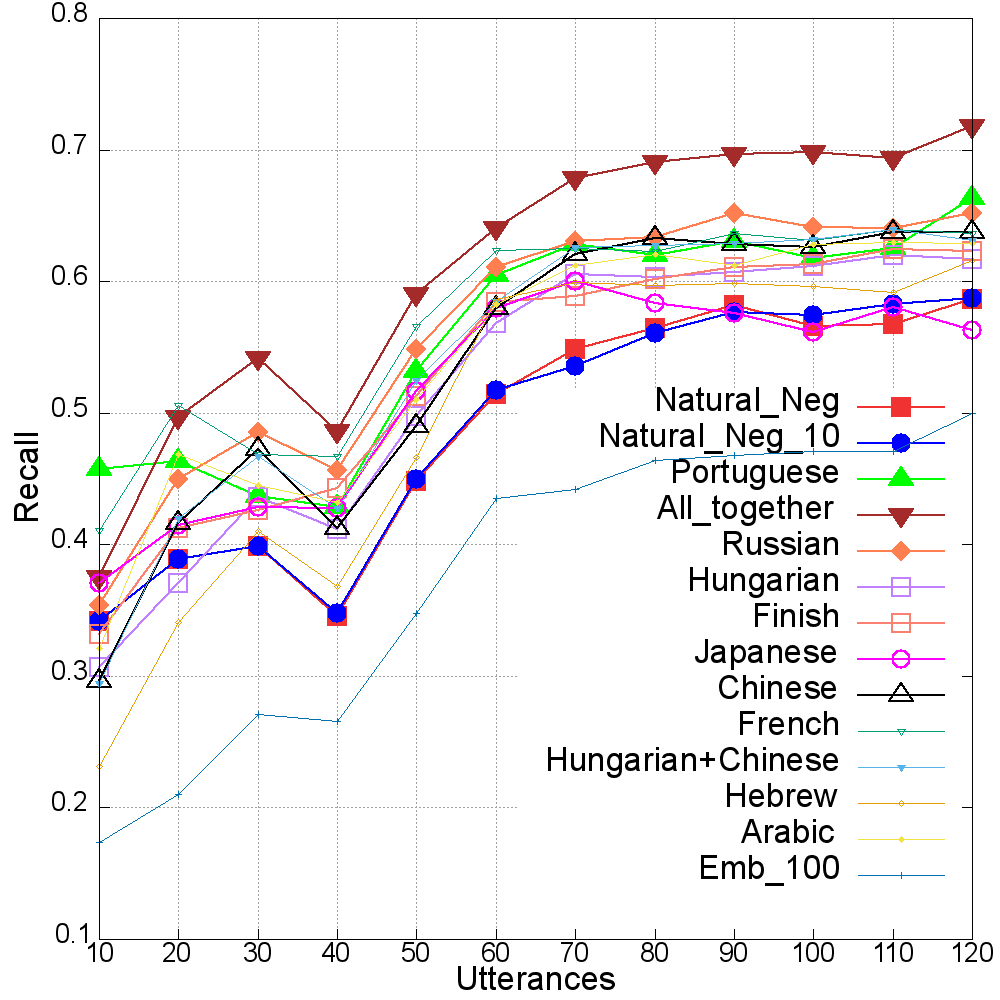 0.8
0.7
0.6
0.5
0.4
0.3
0.2
0.1
Recall
Natural_Neg
Natural_Neg_10
Portuguese
All_together
Russian
Hungarian
Finish
Japanese
Chinese
French
Hungarian+Chinese
Hebrew
Arabic
Emb_100
10 20 30 40 50 60 70 80 90 100 110 120
Utterances